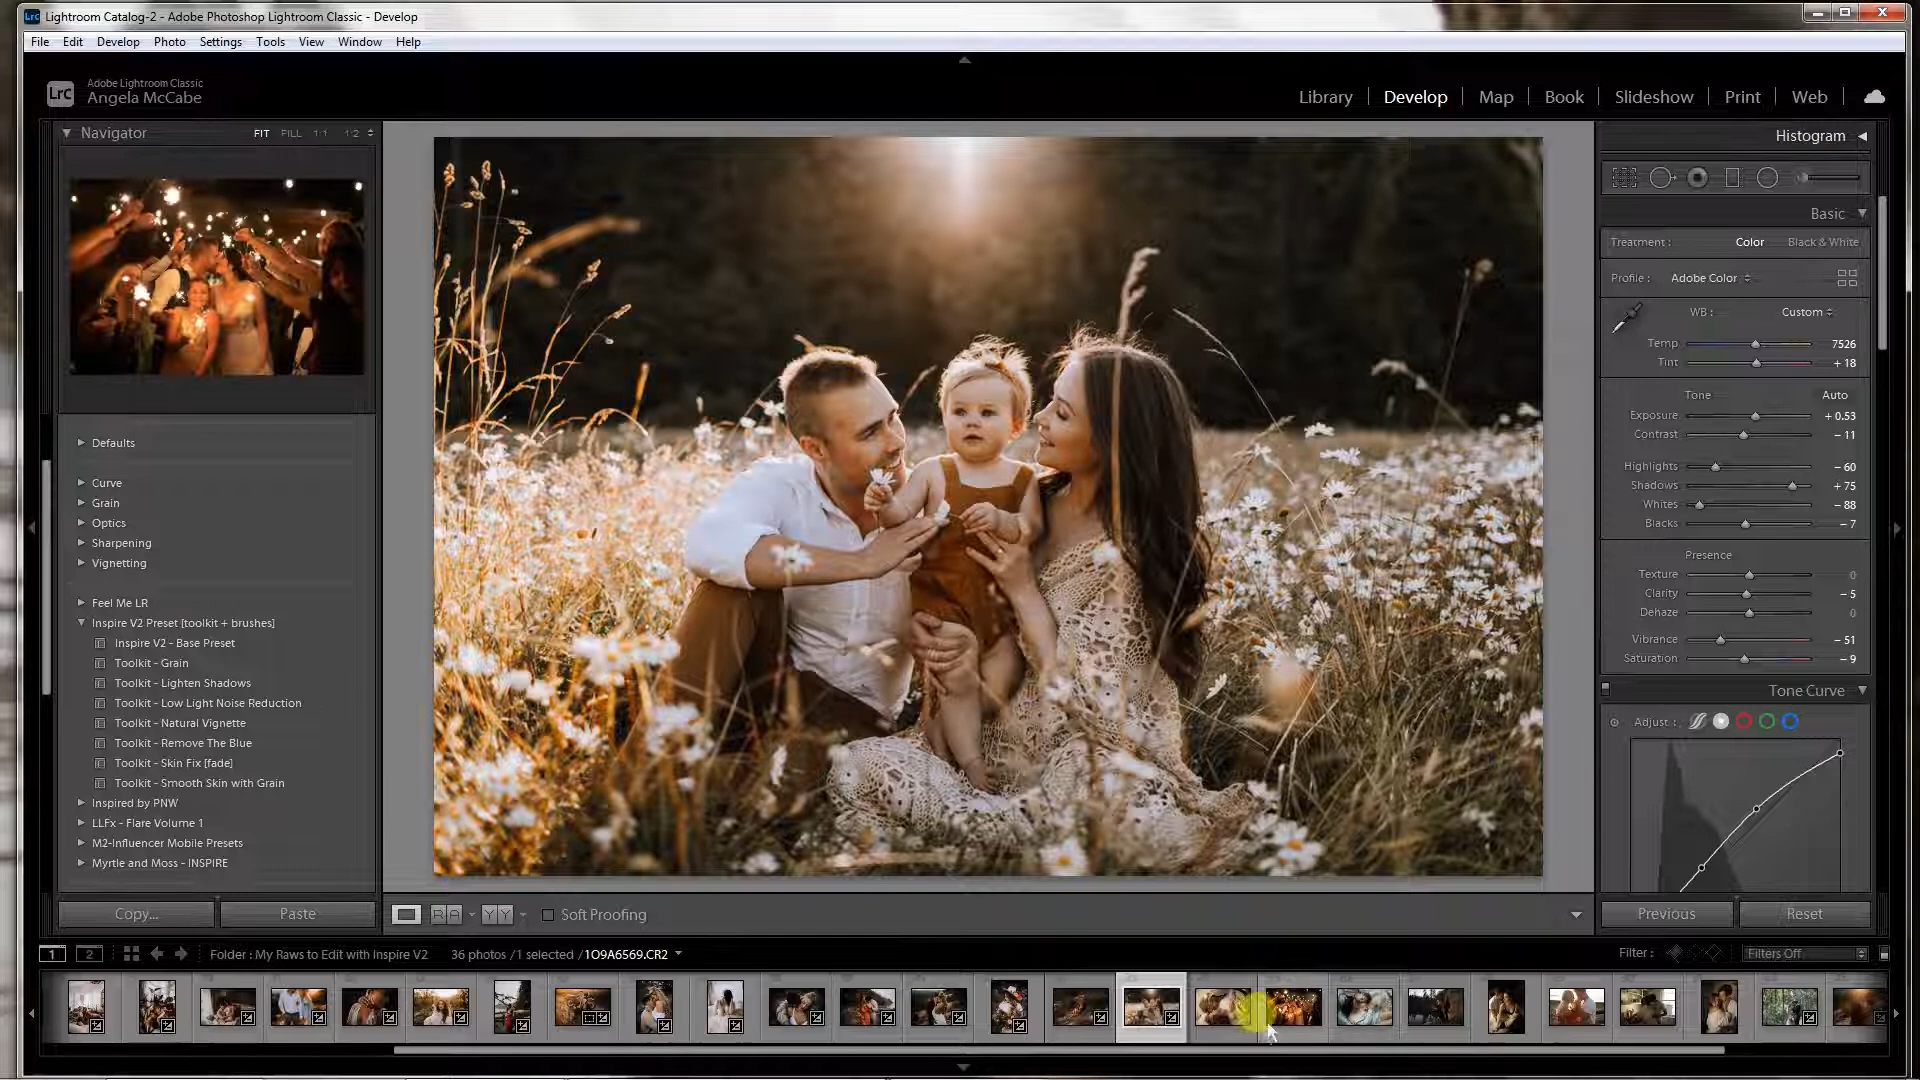 Lightroom Catalog-2 - Adobe Photoshop Lightroom Classic - Develop
File Edit Develop Photo Settings Tools View Window Help
Lrc
Adobe Lightroom Classic
Angela McCabe
Library Develop Map Book Slideshow Print Web
Navigator FIT FILL 1:1 1:2
Defaults
Curve
Grain
Optics
Sharpening
Vignetting
Feel Me LR
Inspire V2 Preset [toolkit + brushes]
Inspire V2 - Base Preset
Toolkit - Grain
Toolkit - Lighten Shadows
Toolkit - Low Light Noise Reduction
Toolkit - Natural Vignette
Toolkit - Remove The Blue
Toolkit - Skin Fix [fade]
Toolkit - Smooth Skin with Grain
Inspired by PNW
LLFx - Flare Volume 1
M2-Influencer Mobile Presets
Myrtle and Moss - INSPIRE
Copy... Paste
R A Y Y Soft Proofing
Histogram
Basic
Treatment : Color Black & White
Profile : Adobe Color
WB : Custom
Temp 7526
Tint + 18
Tone Auto
Exposure + 0.53
Contrast − 11
Highlights − 60
Shadows + 75
Whites − 88
Blacks − 7
Presence
Texture 0
Clarity − 5
Dehaze 0
Vibrance − 51
Saturation − 9
Tone Curve
Adjust :
Previous Reset
1 2 Folder : My Raws to Edit with Inspire V2 36 photos / 1 selected / 1O9A6569.CR2 Filter : Filters Off